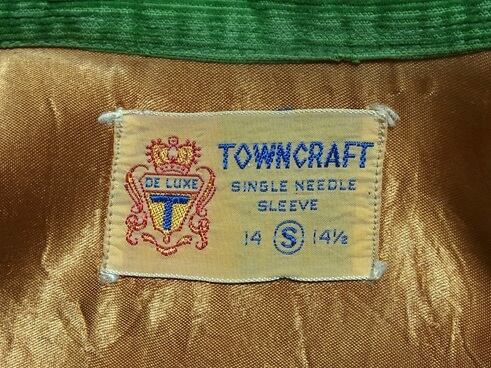 DE LUXE
T
TOWNCRAFT
SINGLE NEEDLE
SLEEVE
14 S 14½